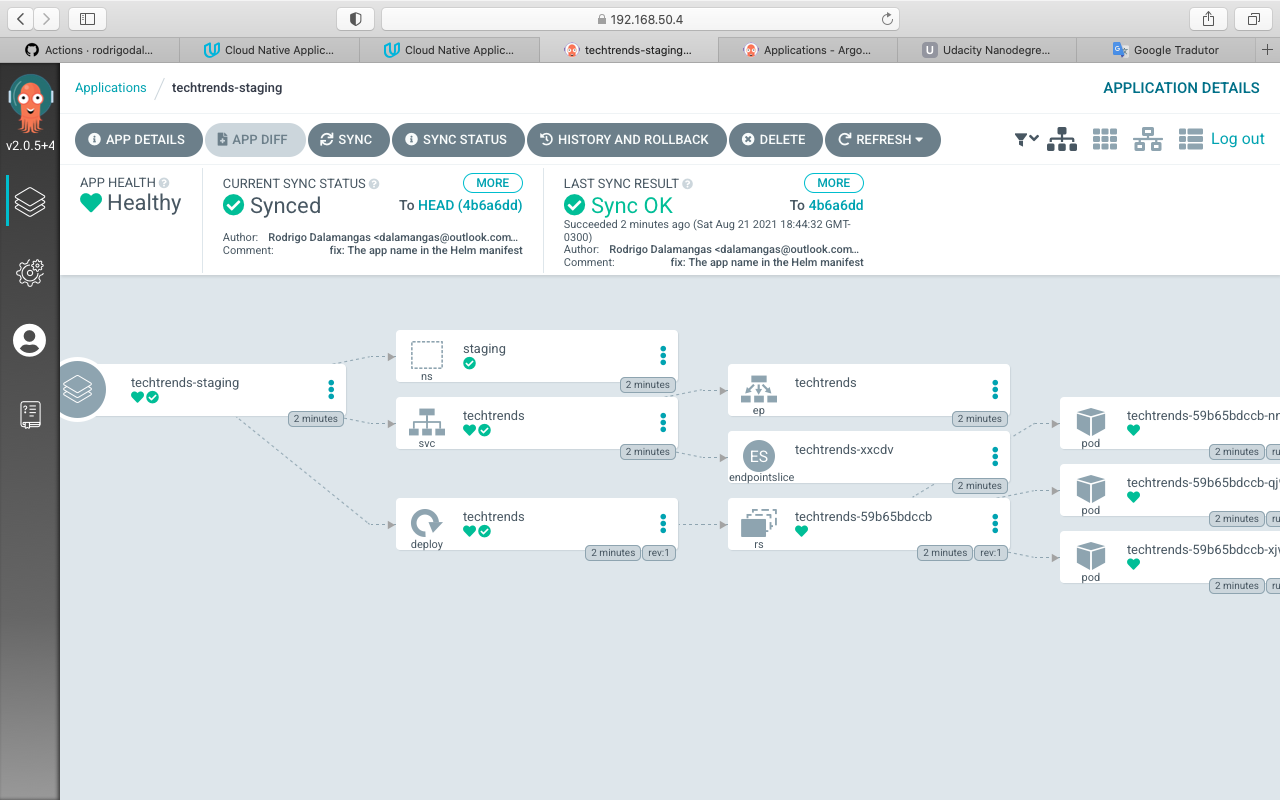 192.168.50.4
Actions · rodrigodal...
Cloud Native Applic...
Cloud Native Applic...
techtrends-staging...
Applications - Argo...
U
Udacity Nanodegre...
Google Tradutor
v2.0.5+4
Applications / techtrends-staging
APPLICATION DETAILS
APP DETAILS
APP DIFF
SYNC
SYNC STATUS
HISTORY AND ROLLBACK
DELETE
REFRESH
Log out
APP HEALTH
Healthy
CURRENT SYNC STATUS
MORE
Synced
To HEAD (4b6a6dd)
Author: Rodrigo Dalamangas <dalamangas@outlook.com...
Comment: fix: The app name in the Helm manifest
LAST SYNC RESULT
MORE
Sync OK
To 4b6a6dd
Succeeded 2 minutes ago (Sat Aug 21 2021 18:44:32 GMT-
0300)
Author: Rodrigo Dalamangas <dalamangas@outlook.com...
Comment: fix: The app name in the Helm manifest
techtrends-staging
2 minutes
staging
ns
2 minutes
techtrends
svc
2 minutes
techtrends
deploy
2 minutes
rev:1
techtrends
ep
2 minutes
ES
techtrends-xxcdv
endpointslice
2 minutes
techtrends-59b65bdccb
rs
2 minutes
rev:1
techtrends-59b65bdccb-nr
pod
2 minutes
ru
techtrends-59b65bdccb-qj
pod
2 minutes
ru
techtrends-59b65bdccb-xj
pod
2 minutes
ru